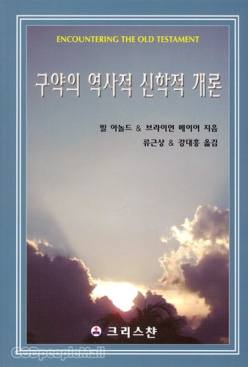 ENCOUNTERING THE OLD TESTAMENT
구약의 역사적 신학적 개론
빌 아놀드 & 브라이언 베이어 지음
류근상 & 강대흥 옮김
크리스챤
GODpeopleMall